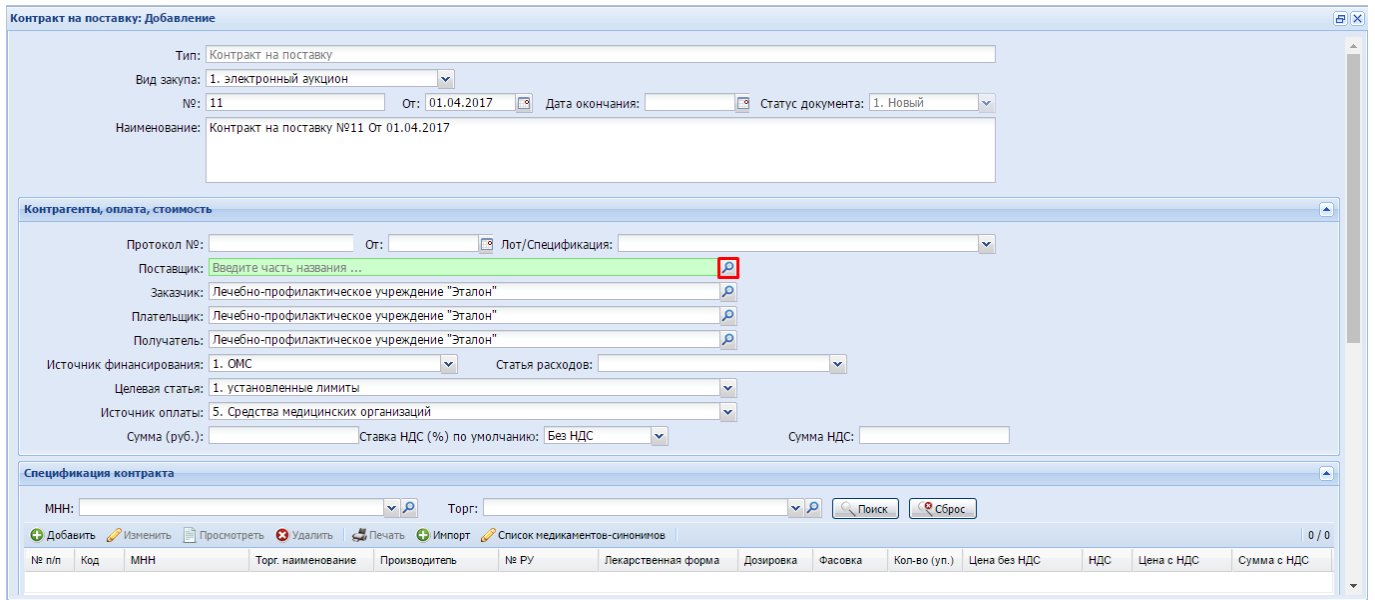 Контракт на поставку: Добавление
Тип: Контракт на поставку
Вид закупа: 1. электронный аукцион
№: 11 От: 01.04.2017 Дата окончания: Статус документа: 1. Новый
Наименование: Контракт на поставку №11 От 01.04.2017
Контрагенты, оплата, стоимость
Протокол №: От: Лот/Спецификация:
Поставщик: Введите часть названия ...
Заказчик: Лечебно-профилактическое учреждение "Эталон"
Плательщик: Лечебно-профилактическое учреждение "Эталон"
Получатель: Лечебно-профилактическое учреждение "Эталон"
Источник финансирования: 1. ОМС Статья расходов:
Целевая статья: 1. установленные лимиты
Источник оплаты: 5. Средства медицинских организаций
Сумма (руб.): Ставка НДС (%) по умолчанию: Без НДС Сумма НДС:
Спецификация контракта
МНН: Торг: Поиск Сброс
Добавить Изменить Просмотреть Удалить Печать Импорт Список медикаментов-синонимов 0 / 0
№ п/п Код МНН Торг. наименование Производитель № РУ Лекарственная форма Дозировка Фасовка Кол-во (уп.) Цена без НДС НДС Цена с НДС Сумма с НДС